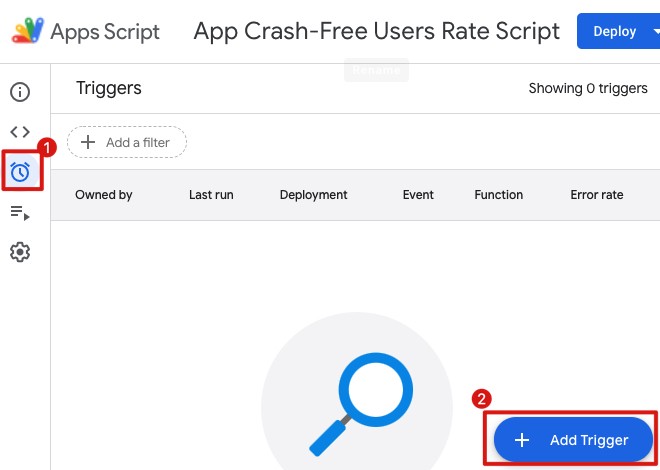 Apps Script
App Crash-Free Users Rate Script
Deploy
Rename
Triggers
Showing 0 triggers
1
Add a filter
Owned by
Last run
Deployment
Event
Function
Error rate
2
Add Trigger